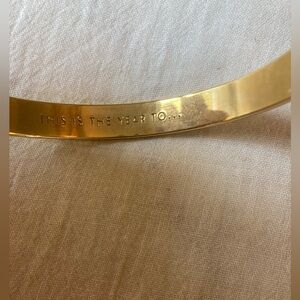 THIS IS THE YEAR TO...